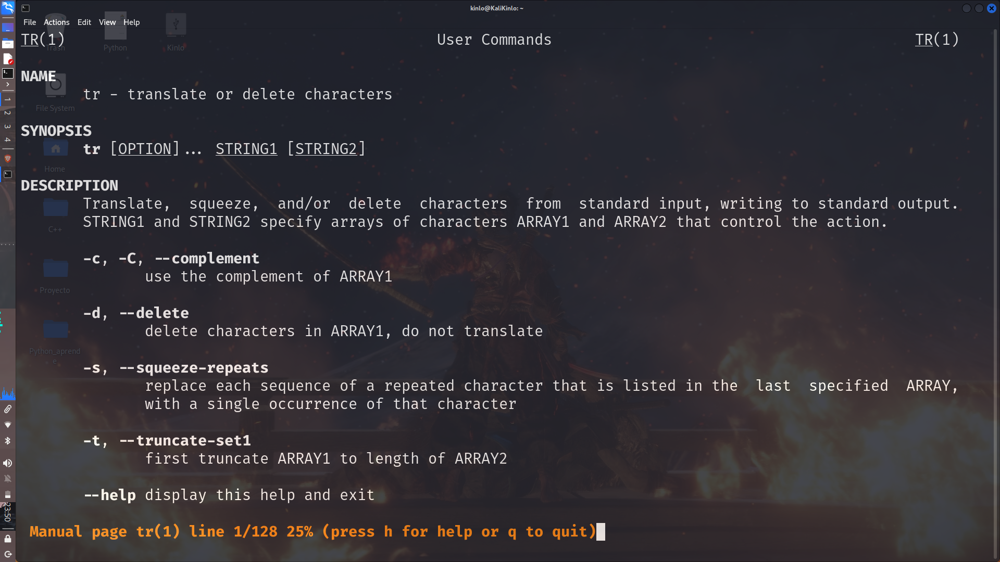 kinlo@KaliKinlo: ~
File Actions Edit View Help
TR(1) User Commands TR(1)
Trash Python Kinlo
NAME
tr - translate or delete characters
File System
SYNOPSIS
tr [OPTION]... STRING1 [STRING2]
Home
DESCRIPTION
Translate, squeeze, and/or delete characters from standard input, writing to standard output.
STRING1 and STRING2 specify arrays of characters ARRAY1 and ARRAY2 that control the action.
C++
-c, -C, --complement
use the complement of ARRAY1
Proyecto
-d, --delete
delete characters in ARRAY1, do not translate
Python_aprend
e
-s, --squeeze-repeats
replace each sequence of a repeated character that is listed in the last specified ARRAY,
with a single occurrence of that character
-t, --truncate-set1
first truncate ARRAY1 to length of ARRAY2
--help display this help and exit
Manual page tr(1) line 1/128 25% (press h for help or q to quit)
1
2
3
4
23:50